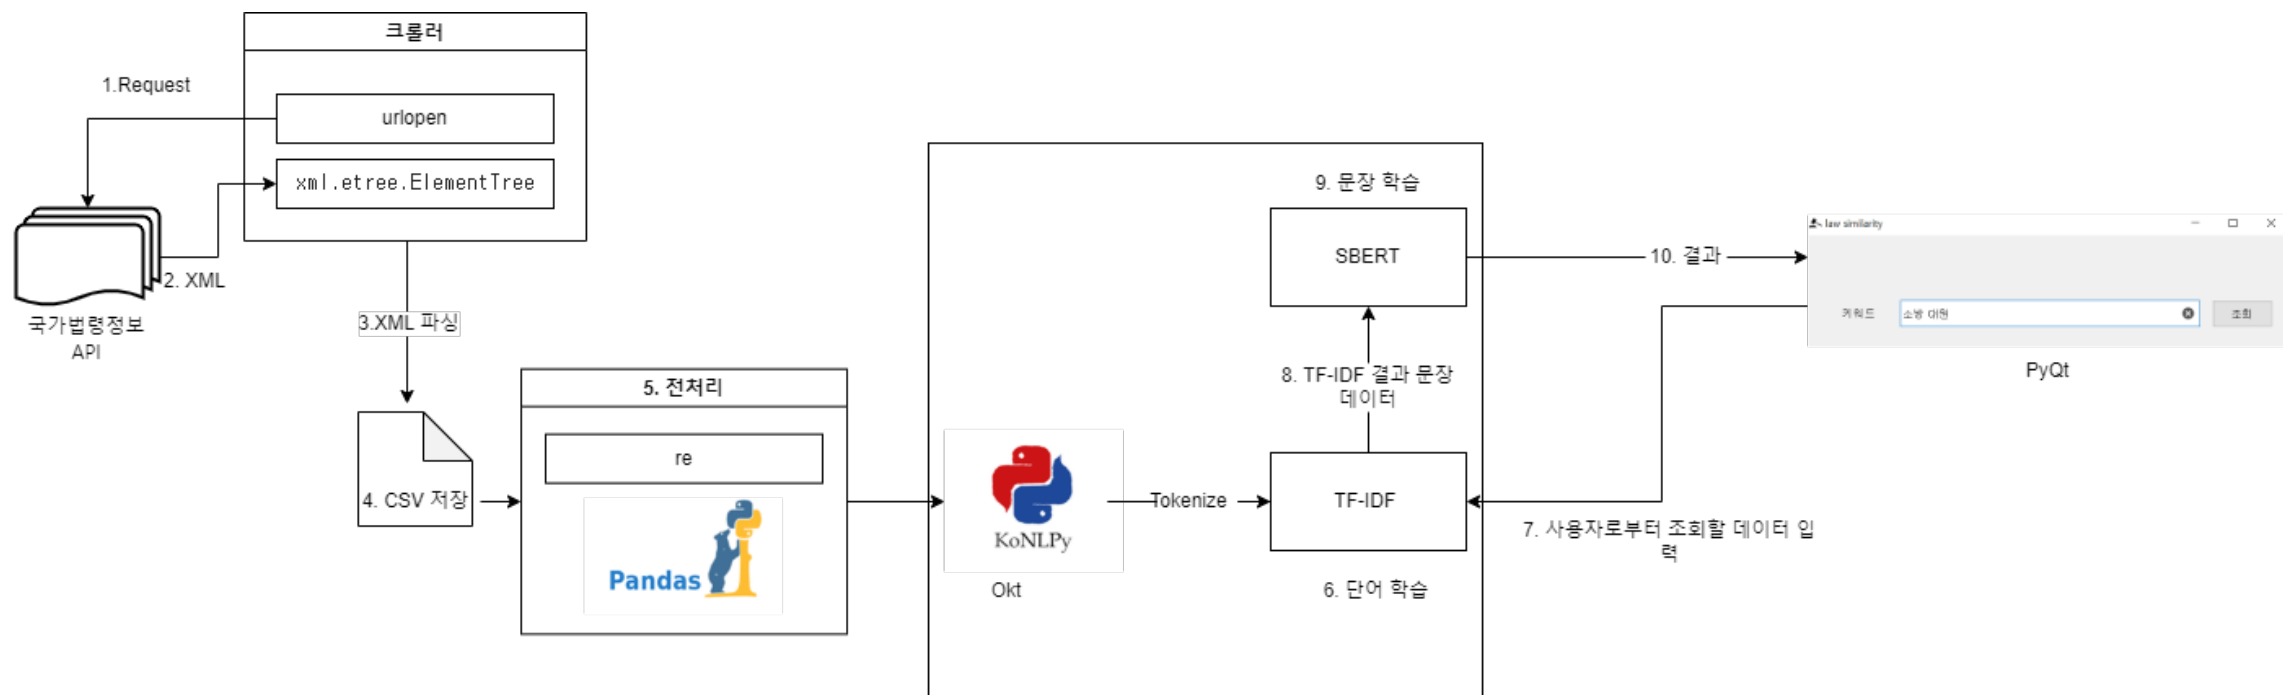 크롤러
1.Request
urlopen
xml.etree.ElementTree
2. XML
국가법령정보
API
3.XML 파싱
4. CSV 저장
5. 전처리
re
Pandas
KoNLPy
Okt
Tokenize
9. 문장 학습
SBERT
8. TF-IDF 결과 문장
데이터
TF-IDF
6. 단어 학습
10. 결과
law similarity
키워드
소방 대원
조회
PyQt
7. 사용자로부터 조회할 데이터 입
력